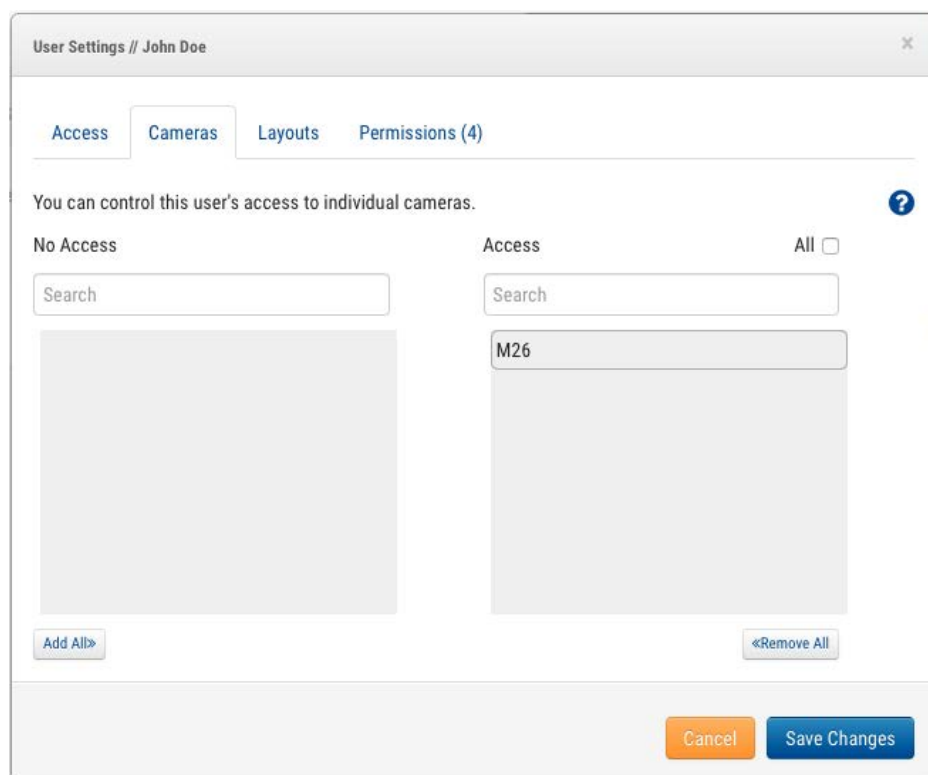 User Settings // John Doe ×
Access Cameras Layouts Permissions (4)
You can control this user's access to individual cameras. ?
No Access Access All
Search Search
M26
Add All» «Remove All
Cancel Save Changes